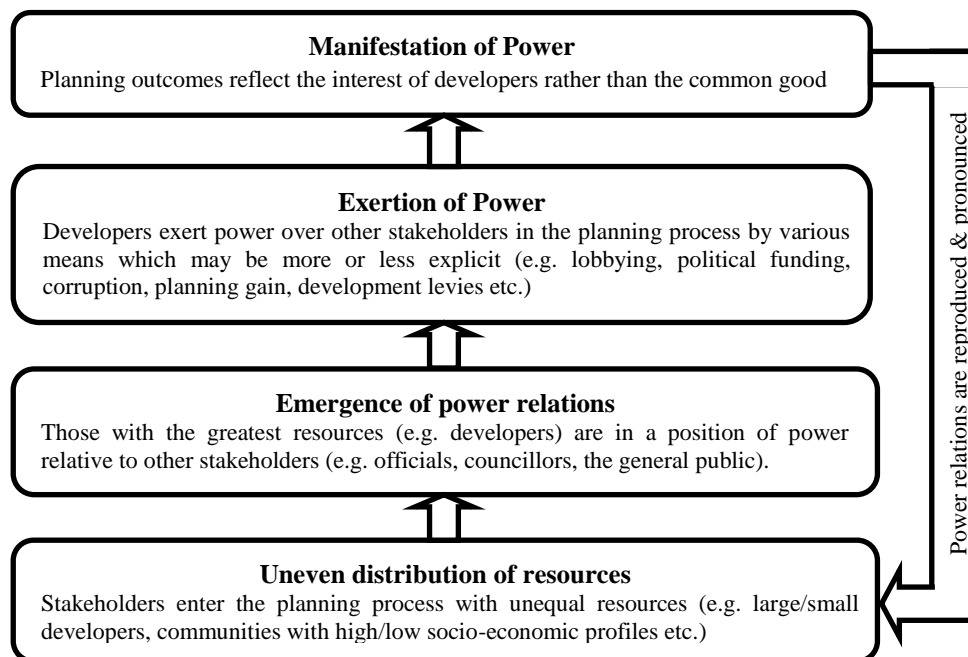 Manifestation of Power
Planning outcomes reflect the interest of developers rather than the common good
Exertion of Power
Developers exert power over other stakeholders in the planning process by various
means which may be more or less explicit (e.g. lobbying, political funding,
corruption, planning gain, development levies etc.)
Emergence of power relations
Those with the greatest resources (e.g. developers) are in a position of power
relative to other stakeholders (e.g. officials, councillors, the general public).
Uneven distribution of resources
Stakeholders enter the planning process with unequal resources (e.g. large/small
developers, communities with high/low socio-economic profiles etc.)
Power relations are reproduced & pronounced